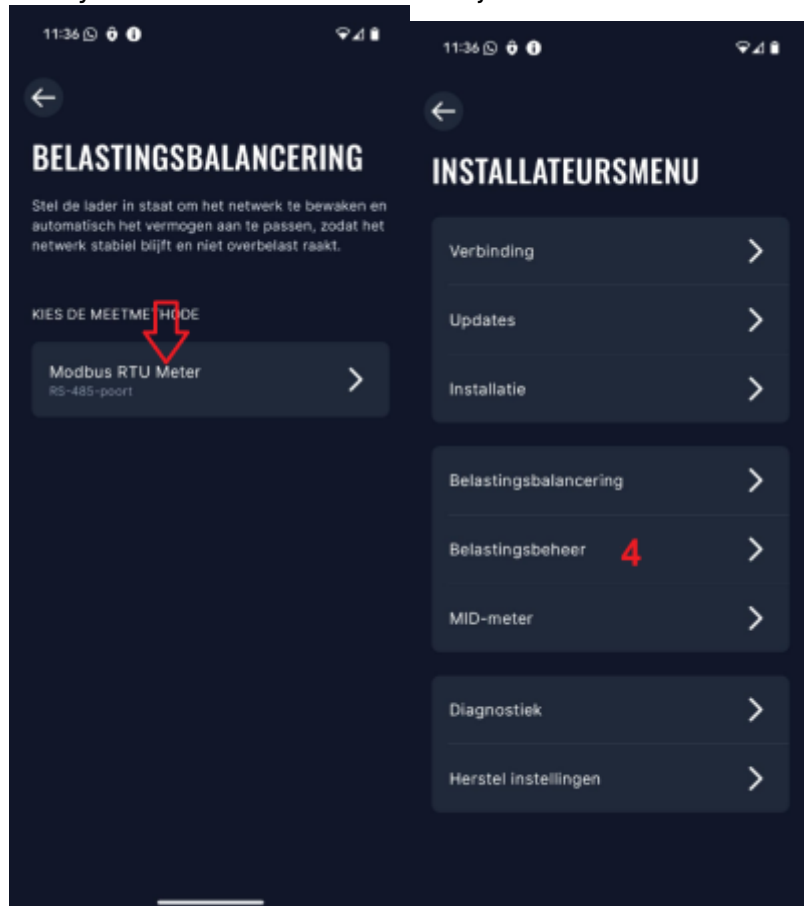 11:36
BELASTINGSBALANCERING
Stel de lader in staat om het netwerk te bewaken en
automatisch het vermogen aan te passen, zodat het
netwerk stabiel blijft en niet overbelast raakt.
KIES DE MEETMETHODE
Modbus RTU Meter
RS-485-poort
11:36
INSTALLATEURSMENU
Verbinding
Updates
Installatie
Belastingsbalancering
Belastingsbeheer 4
MID-meter
Diagnostiek
Herstel instellingen